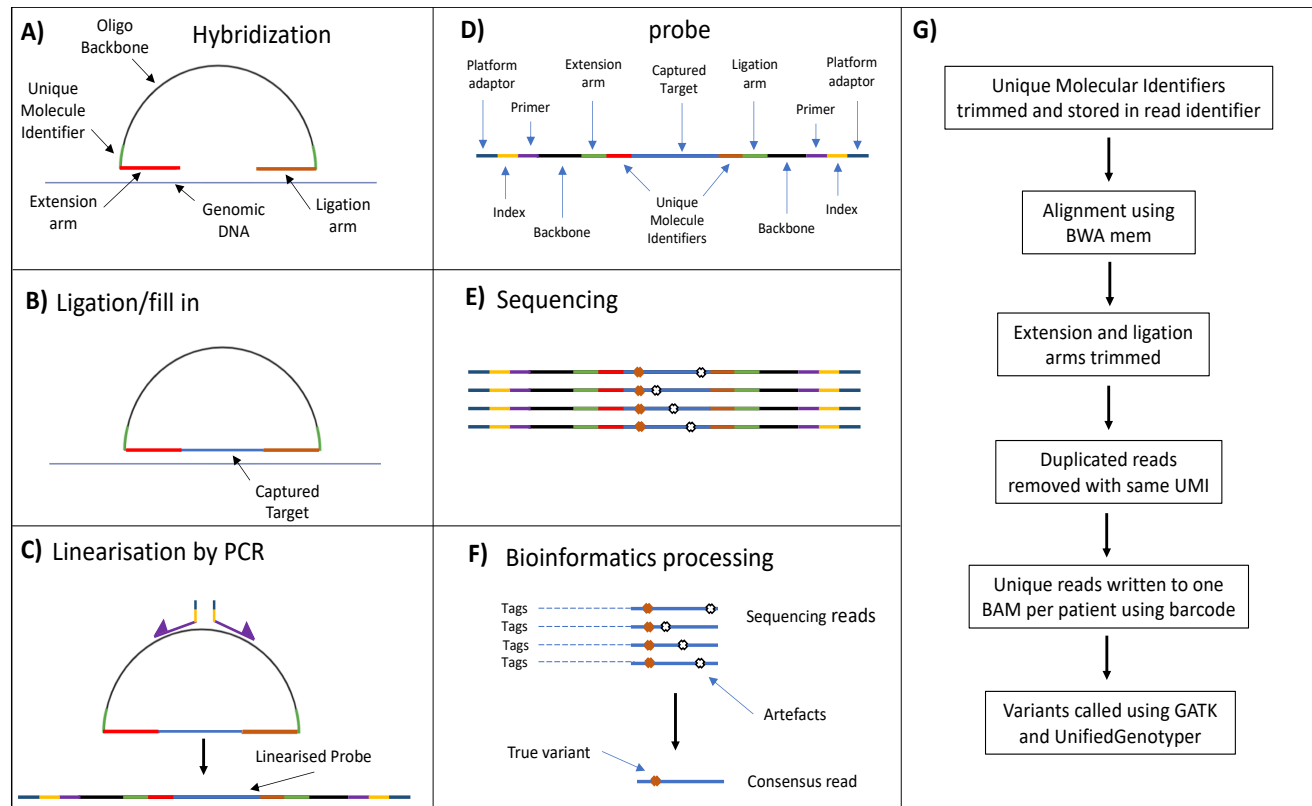 A)
Hybridization
Oligo
Backbone
Unique
Molecule
Identifier
Extension
arm
Genomic
DNA
Ligation
arm
B) Ligation/fill in
Captured
Target
C) Linearisation by PCR
Linearised Probe
D)
probe
Platform
adaptor
Extension
arm
Captured
Target
Ligation
arm
Platform
adaptor
Primer
Primer
Index
Backbone
Unique
Molecule
Identifiers
Backbone
Index
E) Sequencing
F) Bioinformatics processing
Tags
Tags
Tags
Tags
Sequencing reads
Artefacts
True variant
Consensus read
G)
Unique Molecular Identifiers
trimmed and stored in read identifier
Alignment using
BWA mem
Extension and ligation
arms trimmed
Duplicated reads
removed with same UMI
Unique reads written to one
BAM per patient using barcode
Variants called using GATK
and UnifiedGenotyper